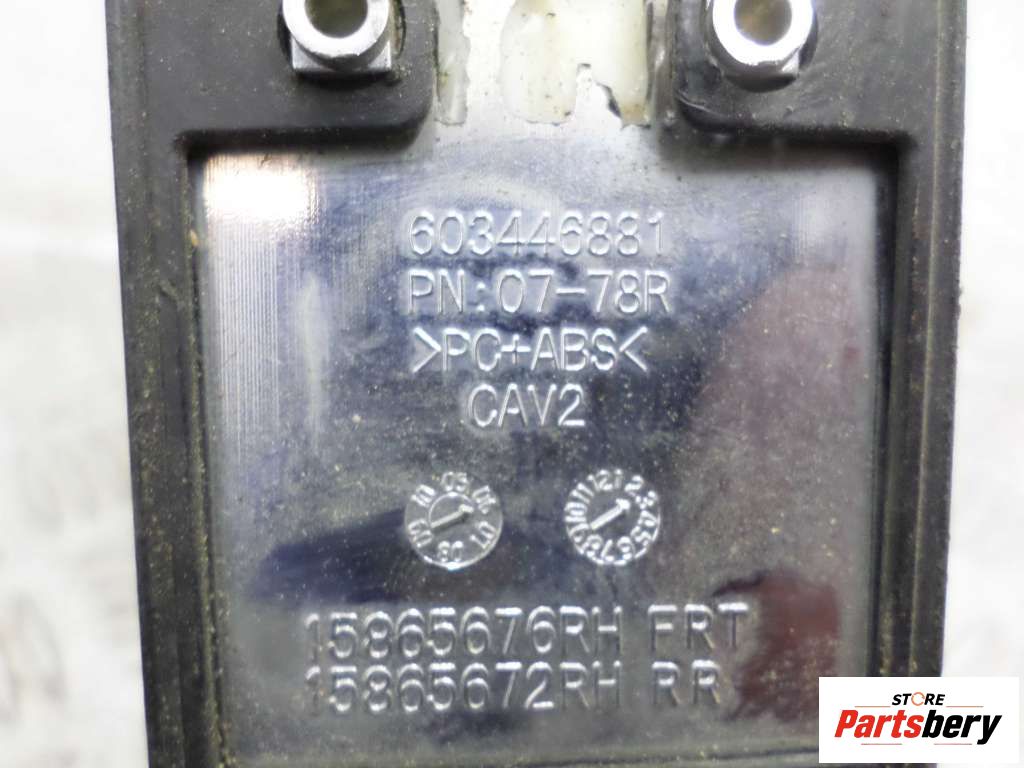 603446881
PN:07-78R
>PC+ABS<
CAV2
15865676RH FRT
15865672RH RR
STORE
Partsbery